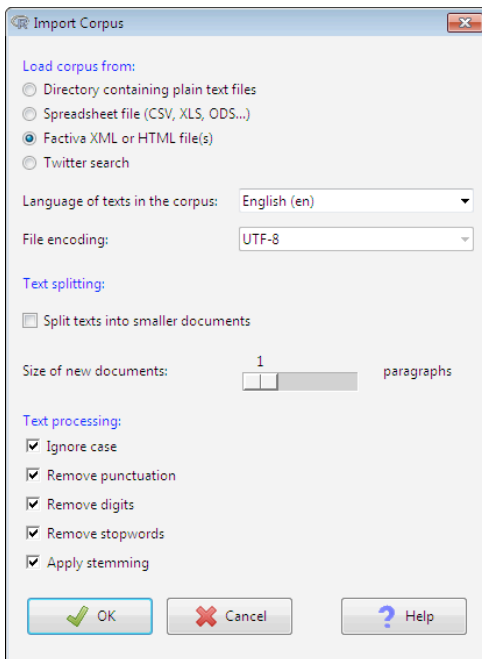 Import Corpus
Load corpus from:
Directory containing plain text files
Spreadsheet file (CSV, XLS, ODS...)
Factiva XML or HTML file(s)
Twitter search
Language of texts in the corpus: English (en)
File encoding: UTF-8
Text splitting:
Split texts into smaller documents
1
Size of new documents: paragraphs
Text processing:
Ignore case
Remove punctuation
Remove digits
Remove stopwords
Apply stemming
OK Cancel Help